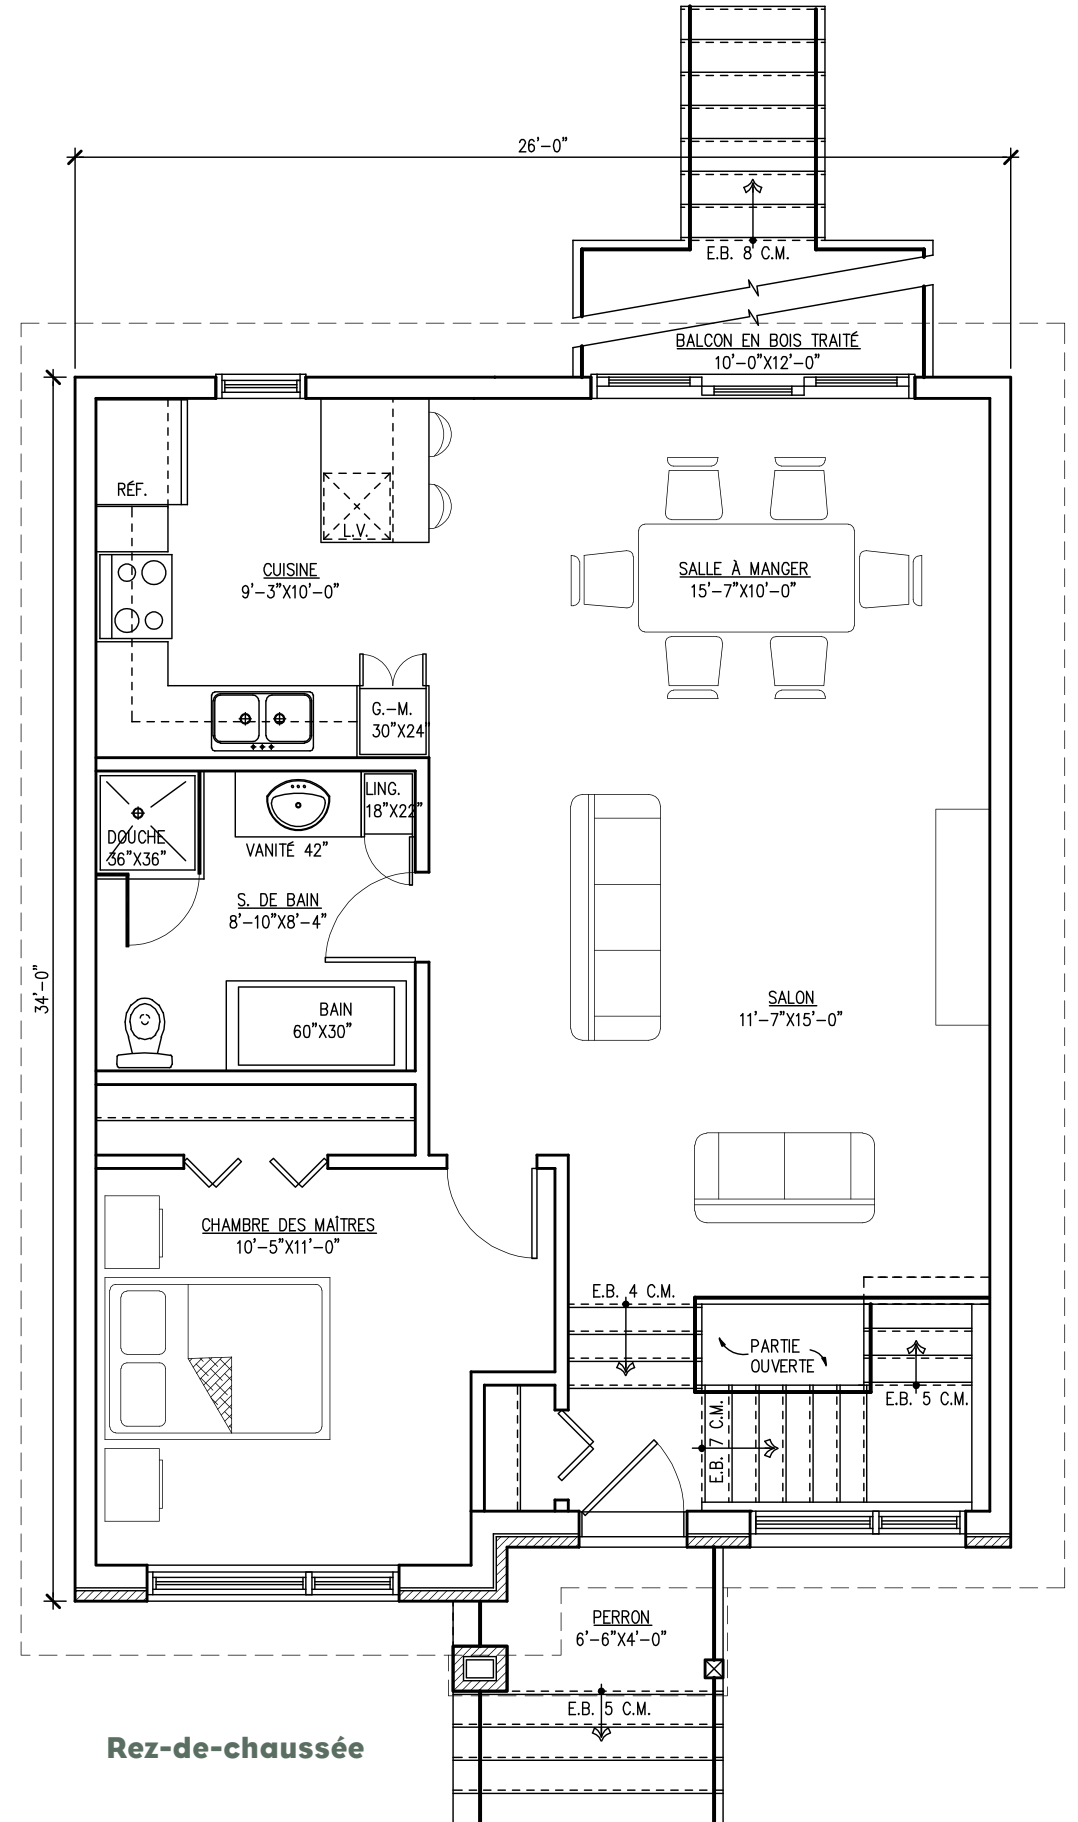 26'-0"
E.B. 8 C.M.
BALCON EN BOIS TRAITÉ
10'-0"X12'-0"
RÉF.
L.V.
CUISINE
9'-3"X10'-0"
SALLE À MANGER
15'-7"X10'-0"
G.-M.
30"X24"
LING.
18"X22"
DOUCHE
36"X36"
VANITÉ 42"
S. DE BAIN
8'-10"X8'-4"
34'-0"
BAIN
60"X30"
SALON
11'-7"X15'-0"
CHAMBRE DES MAÎTRES
10'-5"X11'-0"
E.B. 4 C.M.
PARTIE
OUVERTE
E.B. 5 C.M.
E.B. 7 C.M.
PERRON
6'-6"X4'-0"
E.B. 5 C.M.
Rez-de-chaussée